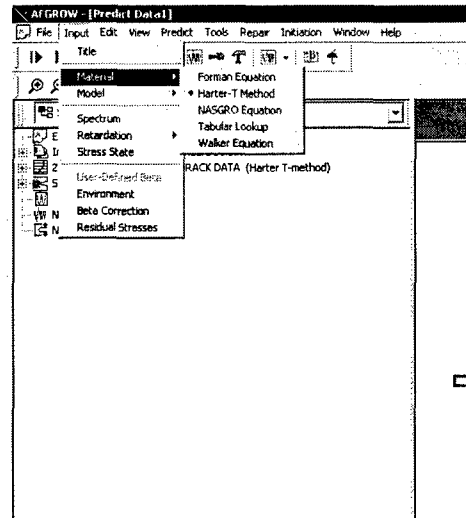 AFGROW - [Predict Data1]
File Input Edit View Predict Tools Repair Initiation Window Help
Title
Material
Model
Spectrum
Retardation
Stress State
User-Defined Beta
Environment
Beta Correction
Residual Stresses
Forman Equation
Harter-T Method
NASGRO Equation
Tabular Lookup
Walker Equation
E
I
2 RACK DATA (Harter T-method)
S
N
N